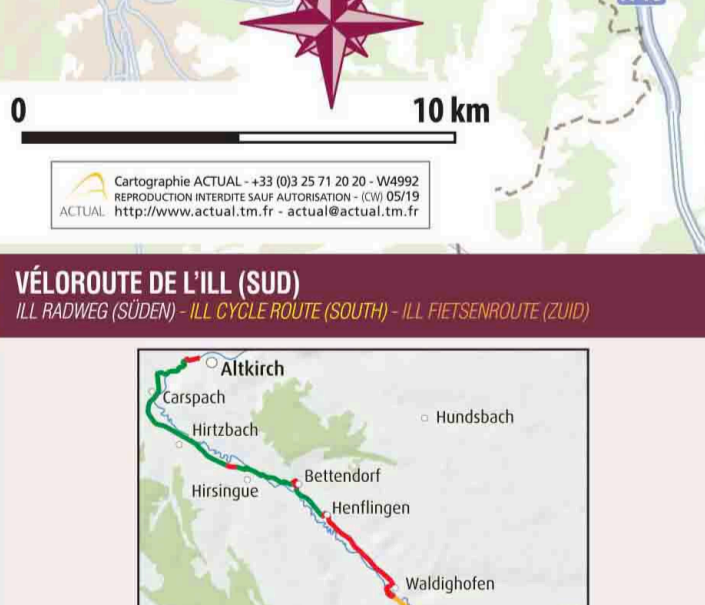 0 10 km
Cartographie ACTUAL - +33 (0)3 25 71 20 20 - W4992
REPRODUCTION INTERDITE SAUF AUTORISATION - (CW) 05/19
ACTUAL http://www.actual.tm.fr - actual@actual.tm.fr
VÉLOROUTE DE L'ILL (SUD)
ILL RADWEG (SÜDEN) - ILL CYCLE ROUTE (SOUTH) - ILL FIETSENROUTE (ZUID)
Altkirch
Carspach
Hundsbach
Hirtzbach
Bettendorf
Hirsingue
Henflingen
Waldighofen